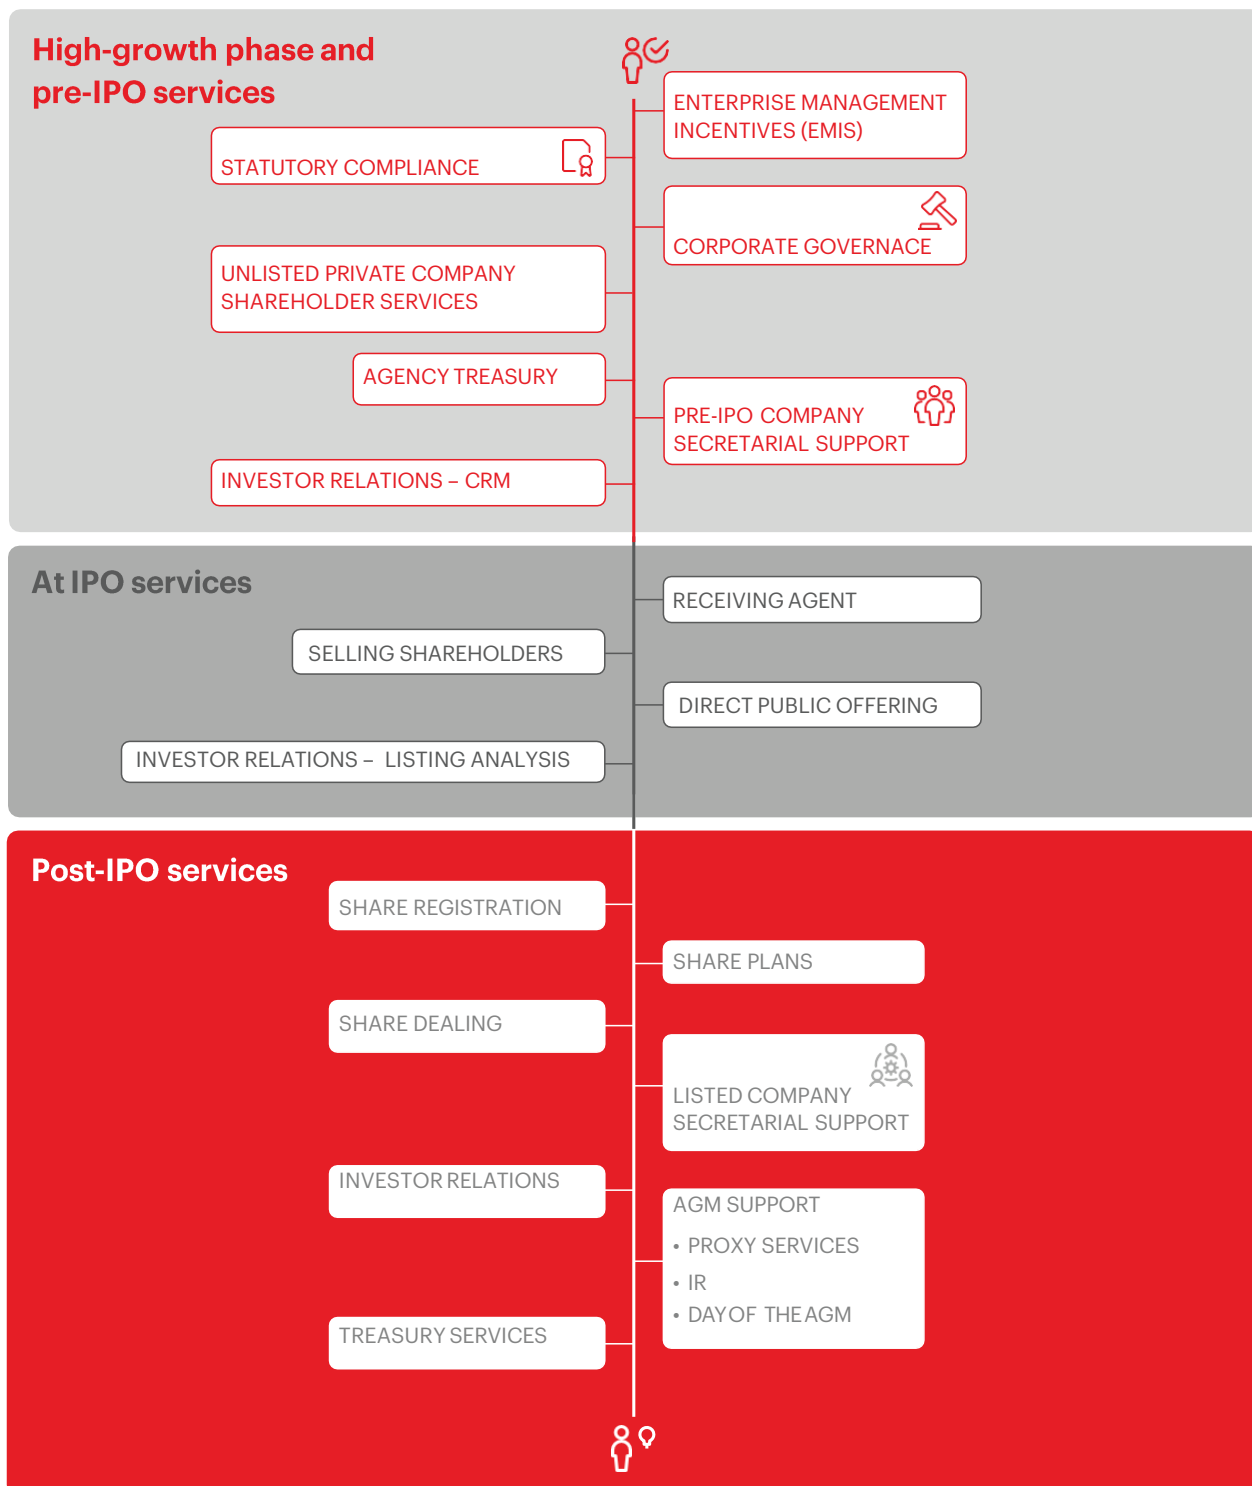 High-growth phase and
pre-IPO services
ENTERPRISE MANAGEMENT
INCENTIVES (EMIS)
STATUTORY COMPLIANCE
CORPORATE GOVERNACE
UNLISTED PRIVATE COMPANY
SHAREHOLDER SERVICES
AGENCY TREASURY
PRE-IPO COMPANY
SECRETARIAL SUPPORT
INVESTOR RELATIONS – CRM
At IPO services
RECEIVING AGENT
SELLING SHAREHOLDERS
DIRECT PUBLIC OFFERING
INVESTOR RELATIONS – LISTING ANALYSIS
Post-IPO services
SHARE REGISTRATION
SHARE PLANS
SHARE DEALING
LISTED COMPANY
SECRETARIAL SUPPORT
INVESTOR RELATIONS
AGM SUPPORT
• PROXY SERVICES
• IR
• DAY OF THE AGM
TREASURY SERVICES